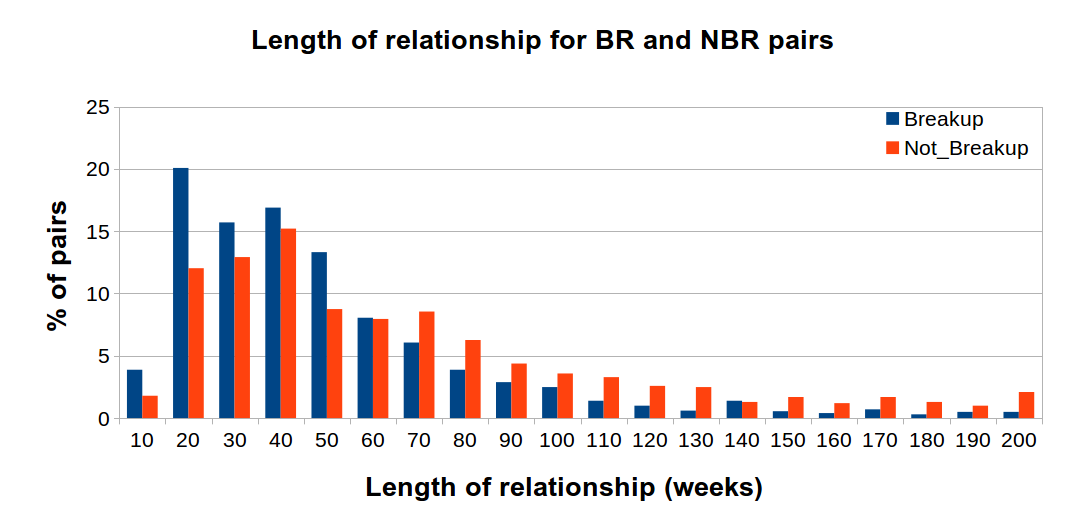 Length of relationship for BR and NBR pairs
25
20
15
10
5
0
% of pairs
Breakup
Not_Breakup
10 20 30 40 50 60 70 80 90 100 110 120 130 140 150 160 170 180 190 200
Length of relationship (weeks)